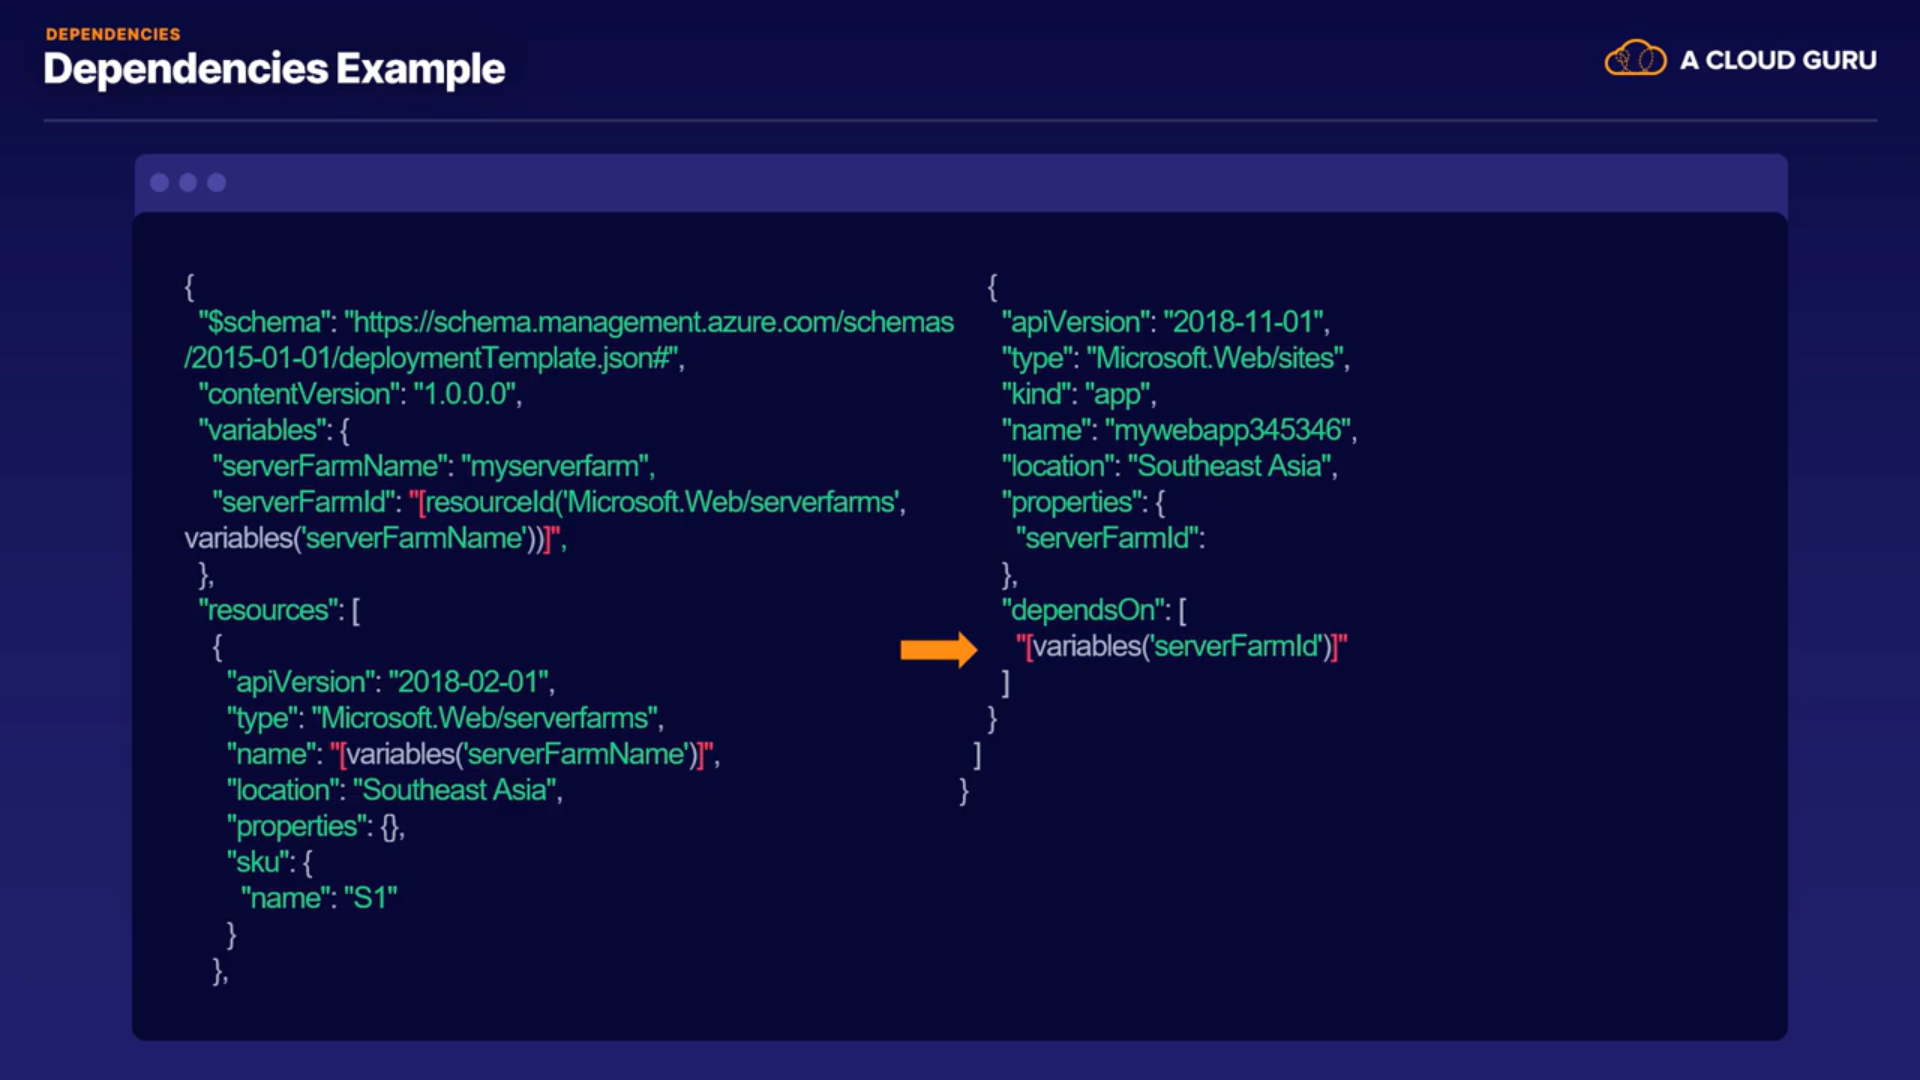 DEPENDENCIES
Dependencies Example
A CLOUD GURU
{
"$schema": "https://schema.management.azure.com/schemas
/2015-01-01/deploymentTemplate.json#",
"contentVersion": "1.0.0.0",
"variables": {
"serverFarmName": "myserverfarm",
"serverFarmId": "[resourceId('Microsoft.Web/serverfarms',
variables('serverFarmName'))]",
},
"resources": [
{
"apiVersion": "2018-02-01",
"type": "Microsoft.Web/serverfarms",
"name": "[variables('serverFarmName')]",
"location": "Southeast Asia",
"properties": {},
"sku": {
"name": "S1"
}
},
{
"apiVersion": "2018-11-01",
"type": "Microsoft.Web/sites",
"kind": "app",
"name": "mywebapp345346",
"location": "Southeast Asia",
"properties": {
"serverFarmId":
},
"dependsOn": [
"[variables('serverFarmId')]"
]
}
]
}